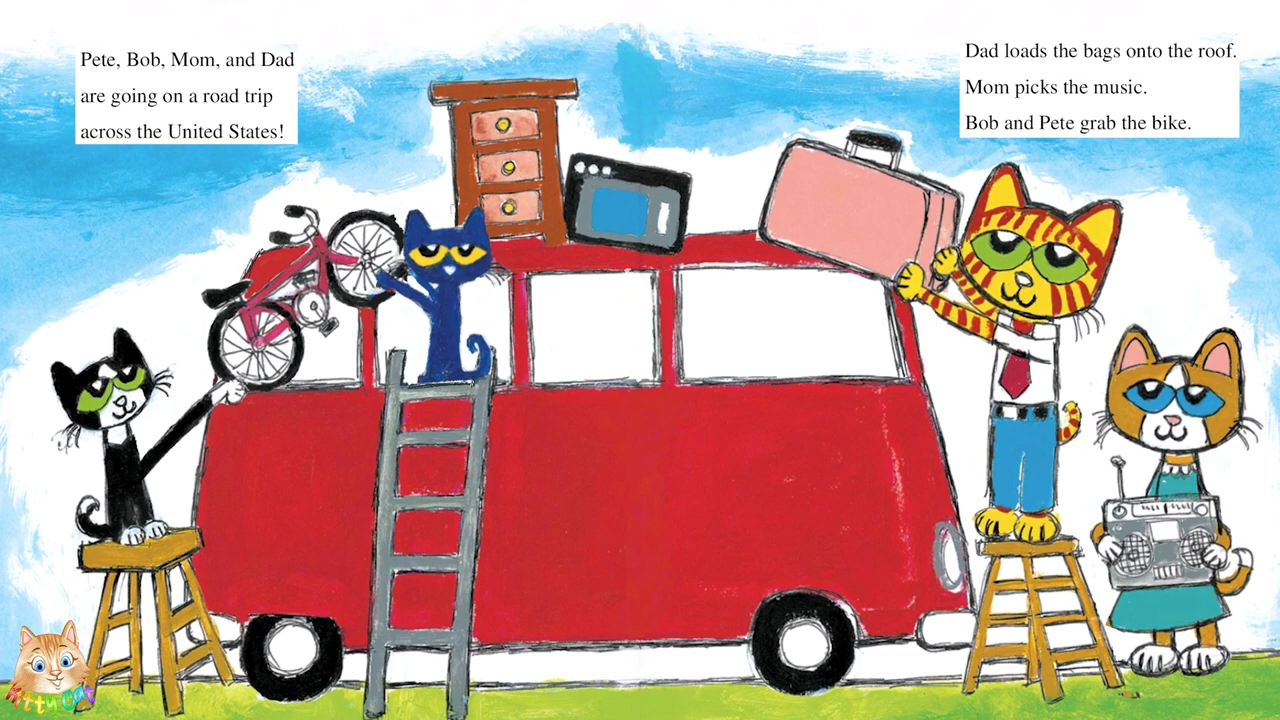 Pete, Bob, Mom, and Dad
are going on a road trip
across the United States!
Dad loads the bags onto the roof.
Mom picks the music.
Bob and Pete grab the bike.
Kitty Cat